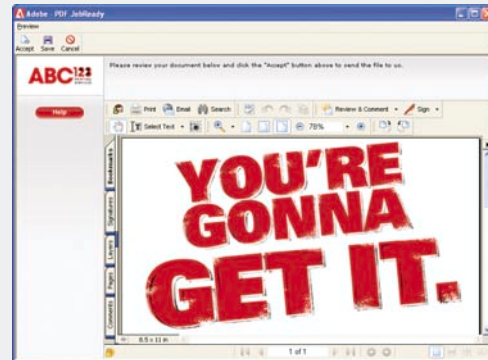 Adobe - PDF JobReady
Preview
Accept Save Cancel
ABC123
Please review your document below and click the "Accept" button above to send the file to us.
Help
Print Email Search Review & Comment Sign
Select Text 78%
Bookmarks
Signatures
Layers
Pages
Comments
YOU'RE
GONNA
GET IT.
8.5 x 11 in
1 of 1